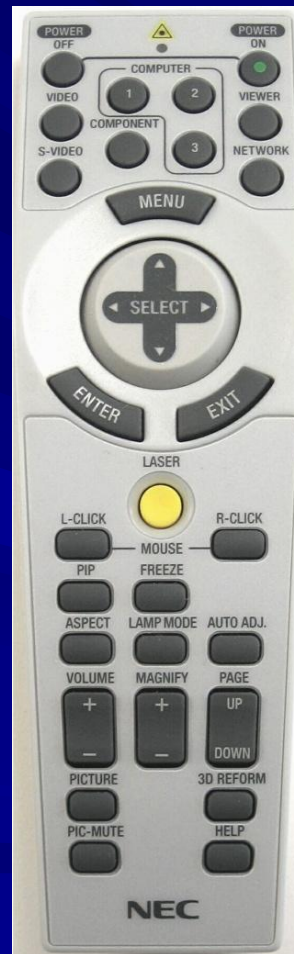 POWER POWER
OFF ON
COMPUTER
VIDEO 1 2 VIEWER
COMPONENT
S-VIDEO 3 NETWORK
MENU
SELECT
ENTER EXIT
LASER
L-CLICK R-CLICK
MOUSE
PIP FREEZE
ASPECT LAMP MODE AUTO ADJ.
VOLUME MAGNIFY PAGE
+ + UP
− − DOWN
PICTURE 3D REFORM
PIC-MUTE HELP
NEC